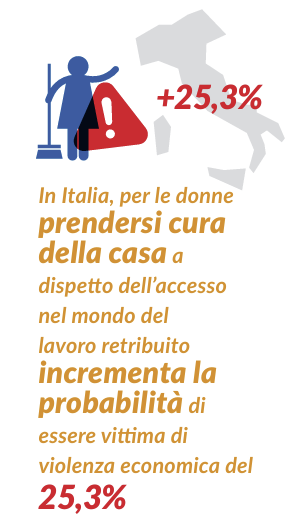 +25,3%
In Italia, per le donne
prendersi cura
della casa a
dispetto dell'accesso
nel mondo del
lavoro retribuito
incrementa la
probabilità di
essere vittima di
violenza economica del
25,3%